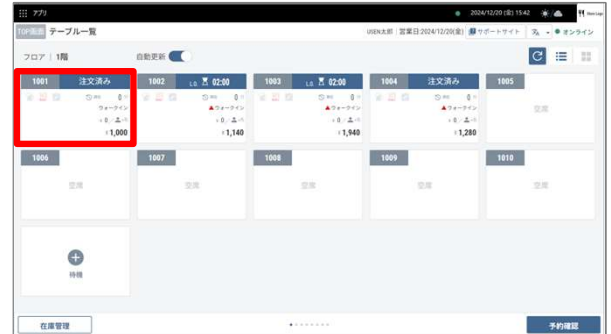 アプリ 2024/12/20 (金) 15:42
TOP画面 テーブル一覧 USEN太郎 営業日:2024/12/20(金) サポートサイト オンライン
フロア 1階 自動更新
1001 注文済み
ウォークイン
0
1,000
1002 L.O. 02:00
ウォークイン
0
1,140
1003 L.O. 02:00
ウォークイン
0
1,940
1004 注文済み
ウォークイン
0
1,280
1005
空席
1006
空席
1007
空席
1008
空席
1009
空席
1010
空席
待機
在庫管理 予約確認